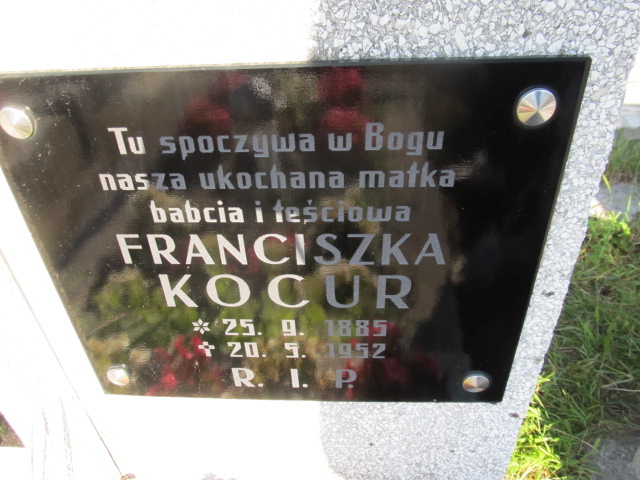 Tu spoczywa w Bogu
nasza ukochana matka
babcia i teściowa
FRANCISZKA
KOCUR
✲ 25. 9. 1885
✝ 20. 5. 1952
R. I. P.